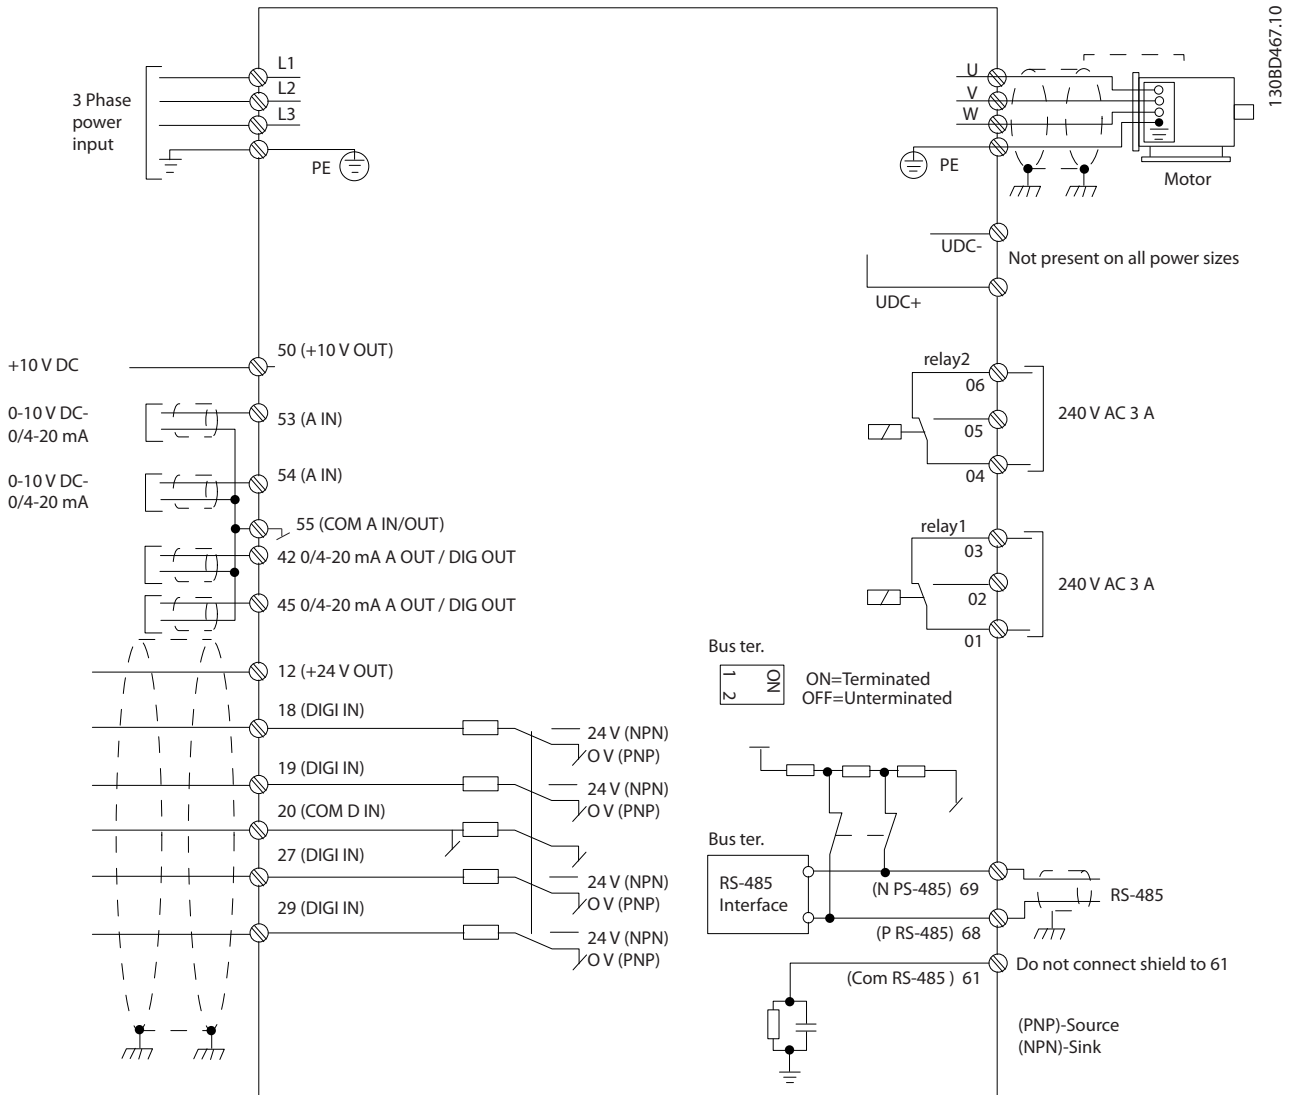 130BD467.10
L1
L2
L3
3 Phase
power
input
PE
U
V
W
PE
Motor
UDC-
Not present on all power sizes
UDC+
+10 V DC
50 (+10 V OUT)
0-10 V DC-
0/4-20 mA
53 (A IN)
0-10 V DC-
0/4-20 mA
54 (A IN)
55 (COM A IN/OUT)
42 0/4-20 mA A OUT / DIG OUT
45 0/4-20 mA A OUT / DIG OUT
relay2
06
05
04
240 V AC 3 A
relay1
03
02
01
240 V AC 3 A
12 (+24 V OUT)
18 (DIGI IN)
24 V (NPN)
O V (PNP)
19 (DIGI IN)
24 V (NPN)
O V (PNP)
20 (COM D IN)
27 (DIGI IN)
24 V (NPN)
O V (PNP)
29 (DIGI IN)
24 V (NPN)
O V (PNP)
Bus ter.
1
2
ON
ON=Terminated
OFF=Unterminated
Bus ter.
RS-485
Interface
(N PS-485) 69
(P RS-485) 68
RS-485
(Com RS-485 ) 61
Do not connect shield to 61
(PNP)-Source
(NPN)-Sink